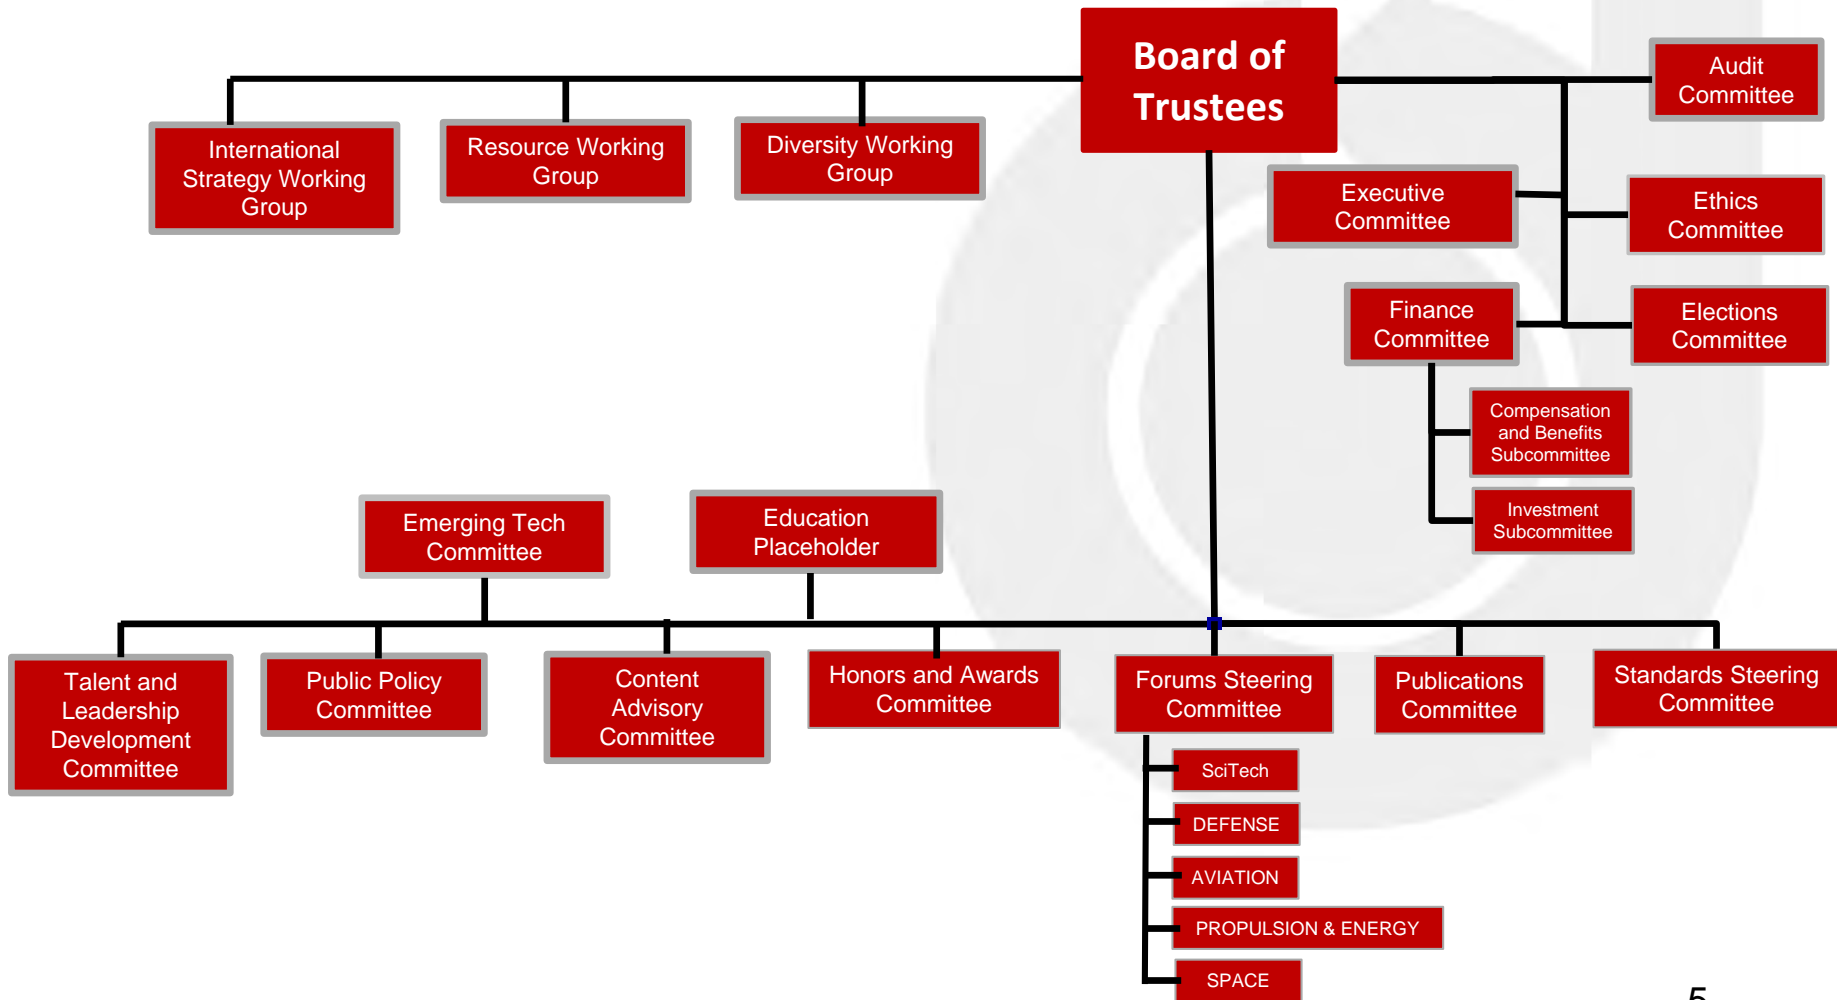 Board of
Trustees
Audit
Committee
International
Strategy Working
Group
Resource Working
Group
Diversity Working
Group
Executive
Committee
Ethics
Committee
Finance
Committee
Elections
Committee
Compensation
and Benefits
Subcommittee
Investment
Subcommittee
Emerging Tech
Committee
Education
Placeholder
Talent and
Leadership
Development
Committee
Public Policy
Committee
Content
Advisory
Committee
Honors and Awards
Committee
Forums Steering
Committee
Publications
Committee
Standards Steering
Committee
SciTech
DEFENSE
AVIATION
PROPULSION & ENERGY
SPACE
5